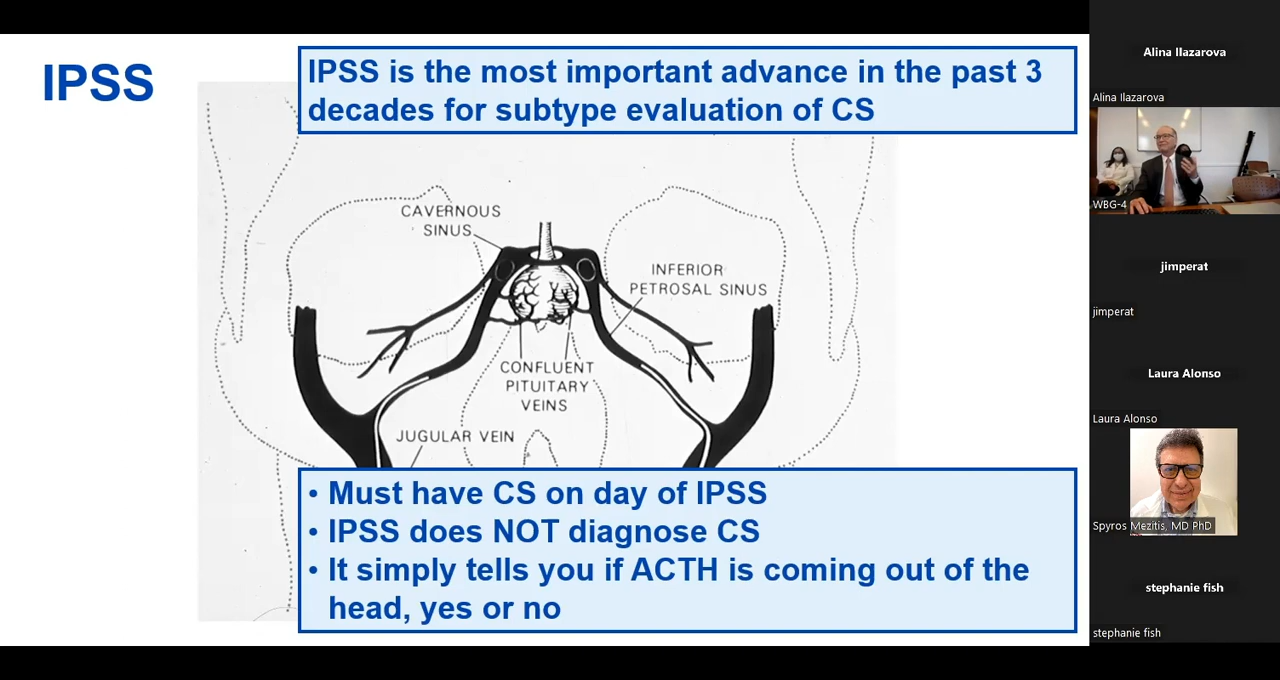 IPSS
IPSS is the most important advance in the past 3
decades for subtype evaluation of CS
CAVERNOUS
SINUS
INFERIOR
PETROSAL SINUS
CONFLUENT
PITUITARY
VEINS
JUGULAR VEIN
• Must have CS on day of IPSS
• IPSS does NOT diagnose CS
• It simply tells you if ACTH is coming out of the
head, yes or no
Alina Ilazarova
Alina Ilazarova
WBG-4
jimperat
jimperat
Laura Alonso
Laura Alonso
Spyros Mezitis, MD PhD
stephanie fish
stephanie fish